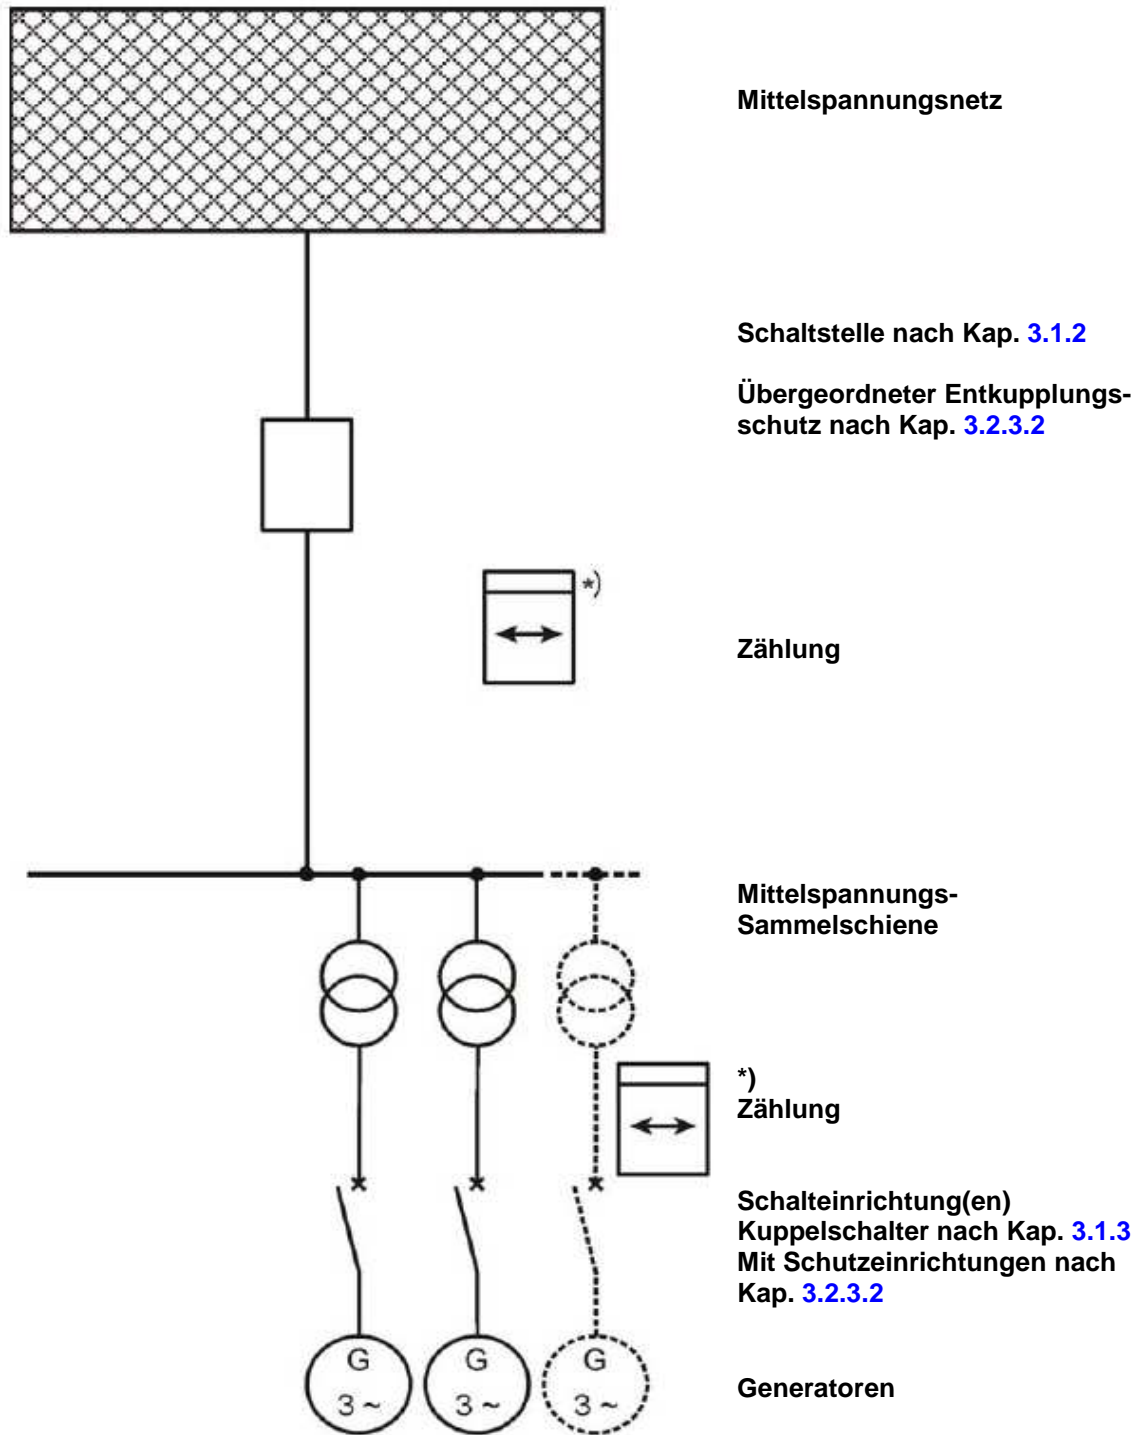 Mittelspannungsnetz
Schaltstelle nach Kap. 3.1.2
Übergeordneter Entkupplungs-
schutz nach Kap. 3.2.3.2
*)
Zählung
Mittelspannungs-
Sammelschiene
*)
Zählung
Schalteinrichtung(en)
Kuppelschalter nach Kap. 3.1.3
Mit Schutzeinrichtungen nach
Kap. 3.2.3.2
G G G
3 ~ 3 ~ 3 ~
Generatoren